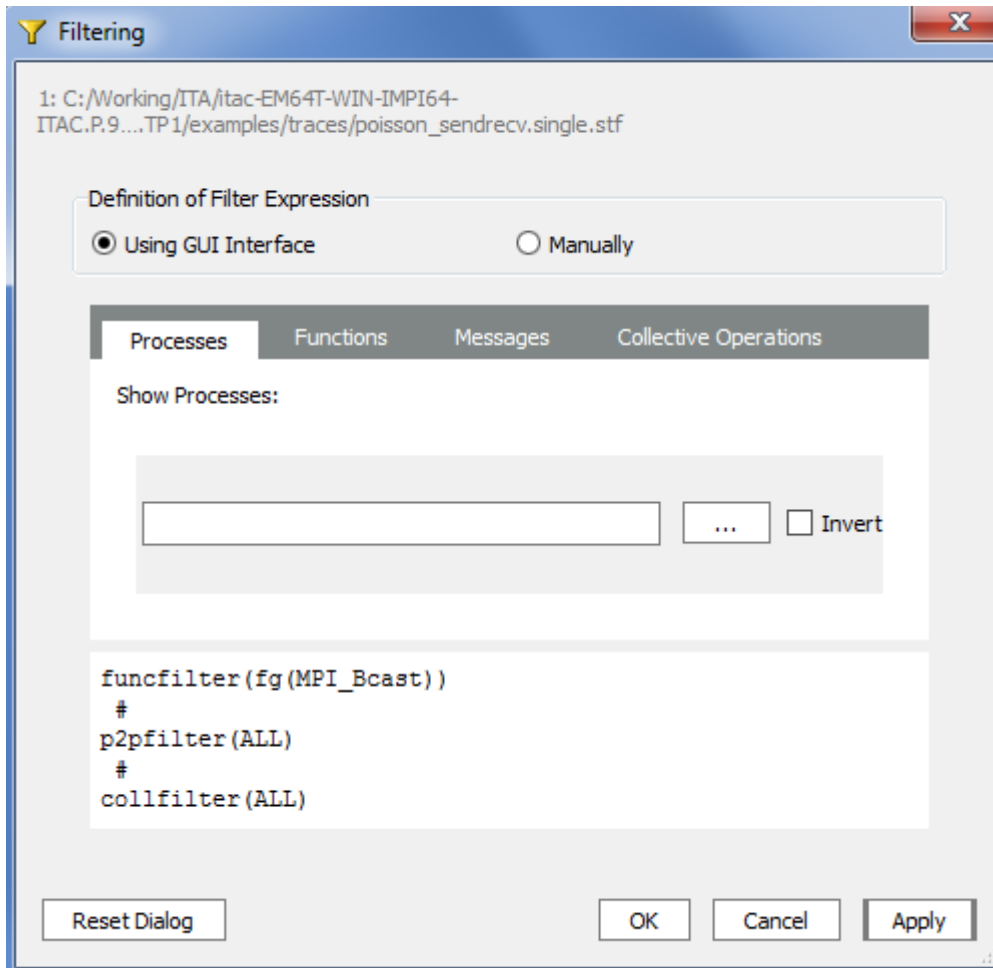 Filtering
1: C:/Working/ITA/itac-EM64T-WIN-IMPI64-
ITAC.P.9....TP1/examples/traces/poisson_sendrecv.single.stf
Definition of Filter Expression
Using GUI Interface Manually
Processes Functions Messages Collective Operations
Show Processes:
... Invert
funcfilter(fg(MPI_Bcast))
#
p2pfilter(ALL)
#
collfilter(ALL)
Reset Dialog OK Cancel Apply